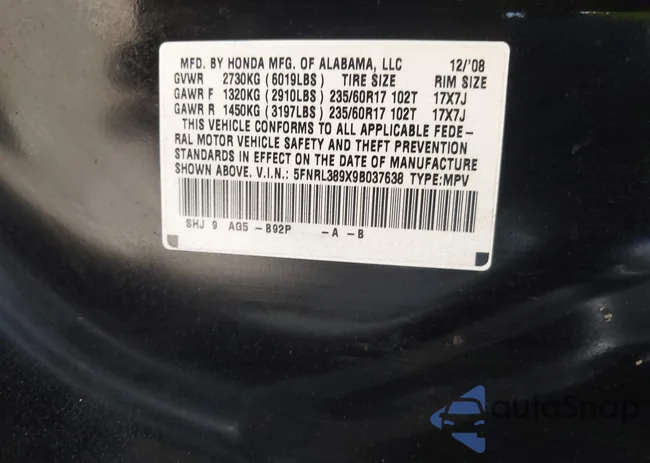 MFD. BY HONDA MFG. OF ALABAMA, LLC 12/'08
GVWR 2730KG (6019LBS) TIRE SIZE RIM SIZE
GAWR F 1320KG (2910LBS) 235/60R17 102T 17X7J
GAWR R 1450KG (3197LBS) 235/60R17 102T 17X7J
THIS VEHICLE CONFORMS TO ALL APPLICABLE FEDE-
RAL MOTOR VEHICLE SAFETY AND THEFT PREVENTION
STANDARDS IN EFFECT ON THE DATE OF MANUFACTURE
SHOWN ABOVE. V.I.N.: 5FNRL389X9B037638 TYPE:MPV
SHJ 9 AG5 - B92P - A - B
autoSnap